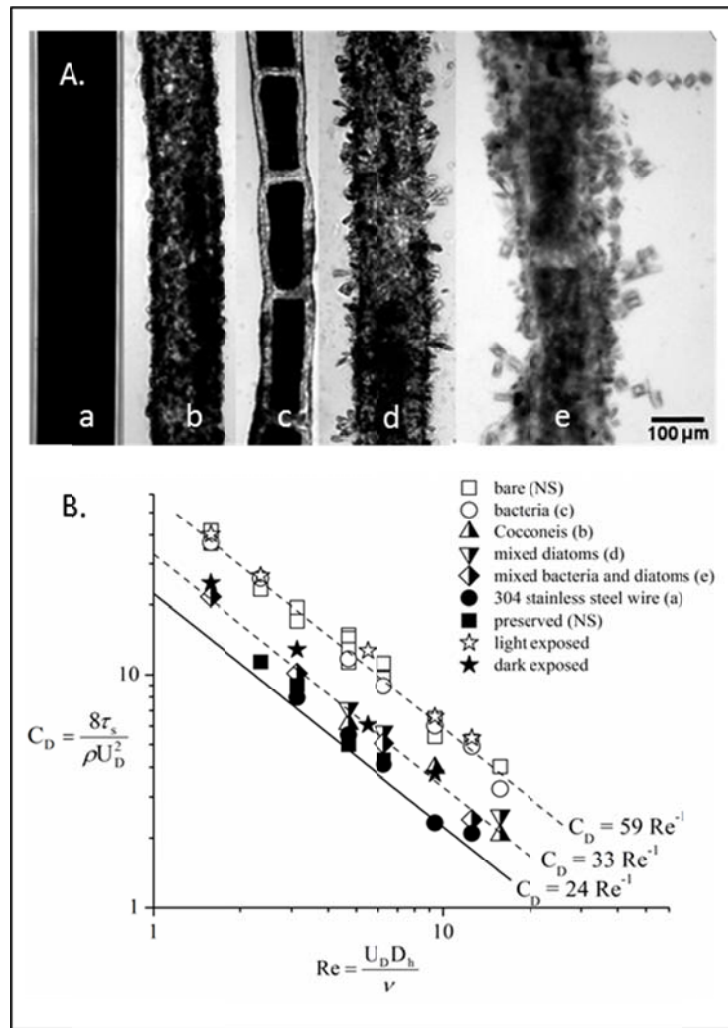 A.
a
b
c
d
e
100 µm
B.
bare (NS)
bacteria (c)
Cocconeis (b)
mixed diatoms (d)
mixed bacteria and diatoms (e)
304 stainless steel wire (a)
preserved (NS)
light exposed
dark exposed
10
C_D = 8τ_s / ρU_D²
C_D = 59 Re⁻¹
C_D = 33 Re⁻¹
C_D = 24 Re⁻¹
1
1
10
Re = U_D D_h / ν